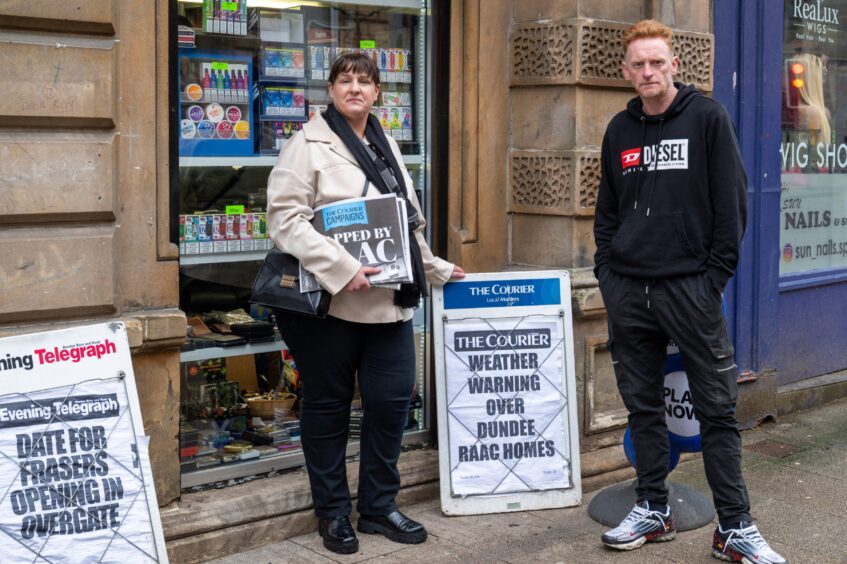 Evening Telegraph
Evening Telegraph
DATE FOR
FRASERS
OPENING IN
OVERGATE
THE COURIER
CAMPAIGNS
PPED BY
AC
THE COURIER
Local Matters
THE COURIER
WEATHER
WARNING
OVER
DUNDEE
RAAC HOMES
DIESEL
PLAY
NOW
ReaLux
WIGS
WIG SHO
NAILS &
sun_nails.sp